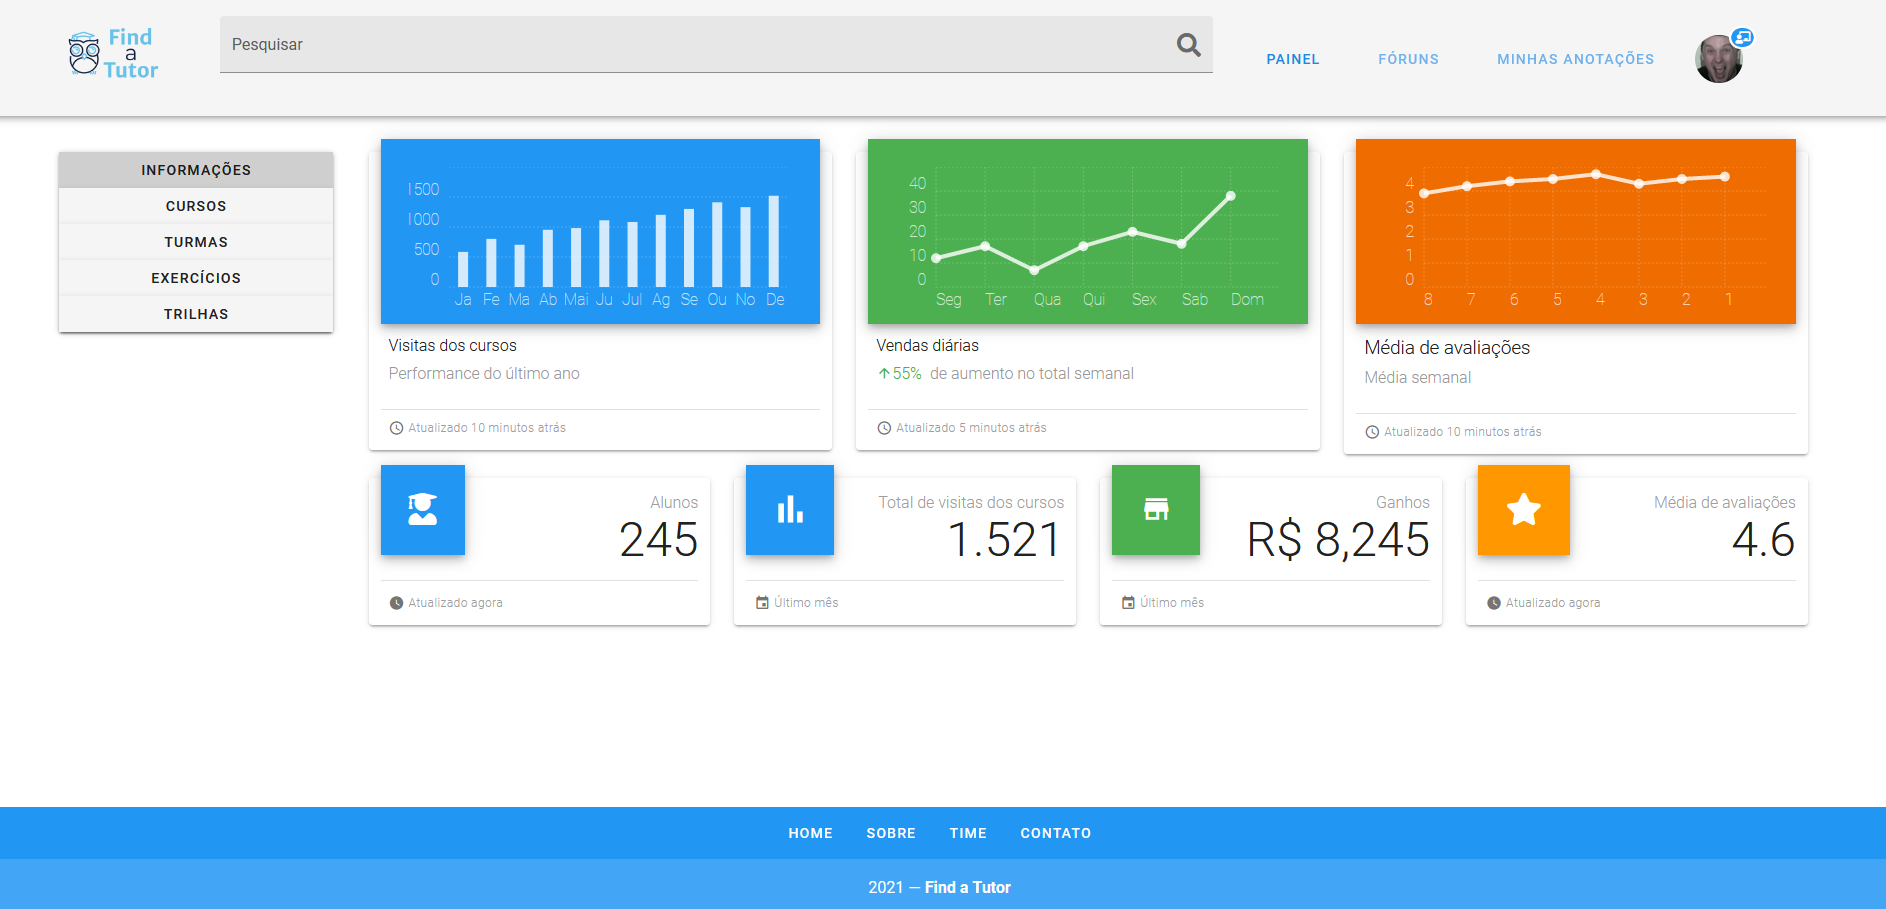 Find
a
Tutor
Pesquisar
PAINEL
FÓRUNS
MINHAS ANOTAÇÕES
INFORMAÇÕES
CURSOS
TURMAS
EXERCÍCIOS
TRILHAS
1500
1000
500
0
Ja Fe Ma Ab Mai Ju Jul Ag Se Ou No De
Visitas dos cursos
Performance do último ano
Atualizado 10 minutos atrás
40
30
20
10
0
Seg Ter Qua Qui Sex Sab Dom
Vendas diárias
55% de aumento no total semanal
Atualizado 5 minutos atrás
4
3
2
1
0
8 7 6 5 4 3 2 1
Média de avaliações
Média semanal
Atualizado 10 minutos atrás
Alunos
245
Atualizado agora
Total de visitas dos cursos
1.521
Último mês
Ganhos
R$ 8,245
Último mês
Média de avaliações
4.6
Atualizado agora
HOME SOBRE TIME CONTATO
2021 — Find a Tutor